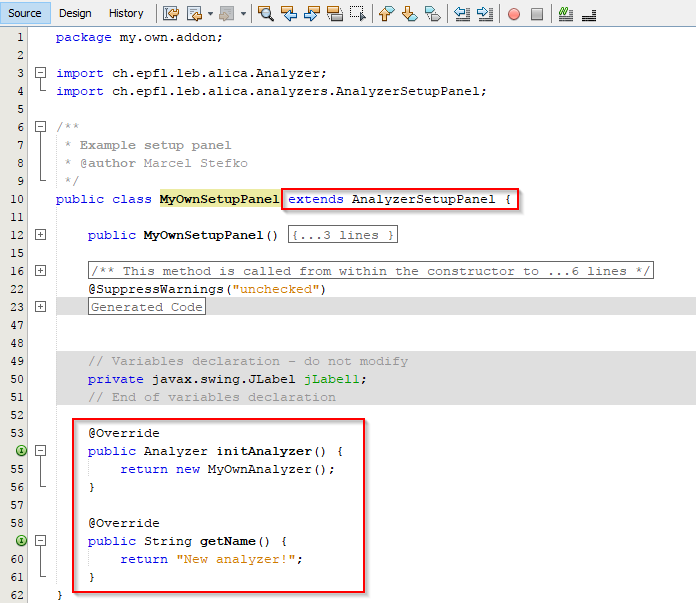 Source Design History
1 package my.own.addon;
2
3 import ch.epfl.leb.alica.Analyzer;
4 import ch.epfl.leb.alica.analyzers.AnalyzerSetupPanel;
5
6 /**
7  * Example setup panel
8  * @author Marcel Stefko
9  */
10 public class MyOwnSetupPanel extends AnalyzerSetupPanel {
11
12     public MyOwnSetupPanel() {...3 lines }
15
16     /** This method is called from within the constructor to ...6 lines */
22     @SuppressWarnings("unchecked")
23     Generated Code
47
48
49     // Variables declaration - do not modify
50     private javax.swing.JLabel jLabel1;
51     // End of variables declaration
52
53     @Override
    public Analyzer initAnalyzer() {
55         return new MyOwnAnalyzer();
56     }
57
58     @Override
    public String getName() {
60         return "New analyzer!";
61     }
62 }